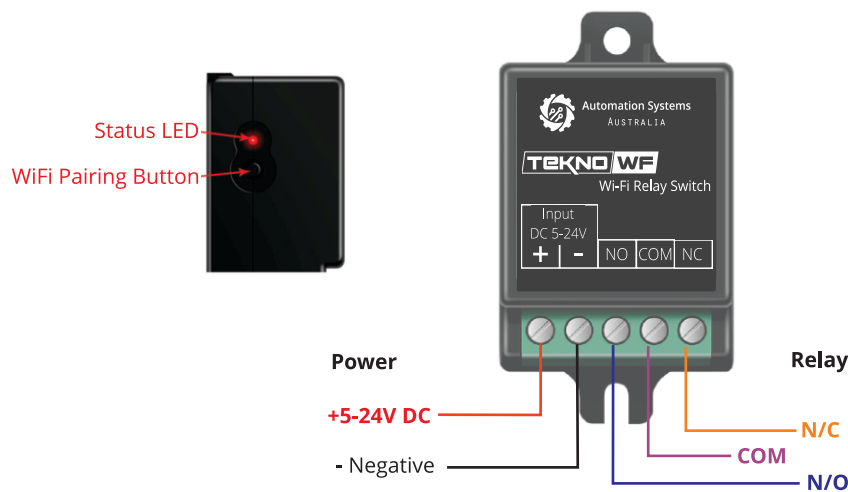 Status LED
WiFi Pairing Button
Automation Systems
AUSTRALIA
TEKNO WF
Wi-Fi Relay Switch
Input
DC 5-24V
+ - NO COM NC
Power
Relay
+5-24V DC
- Negative
N/C
COM
N/O